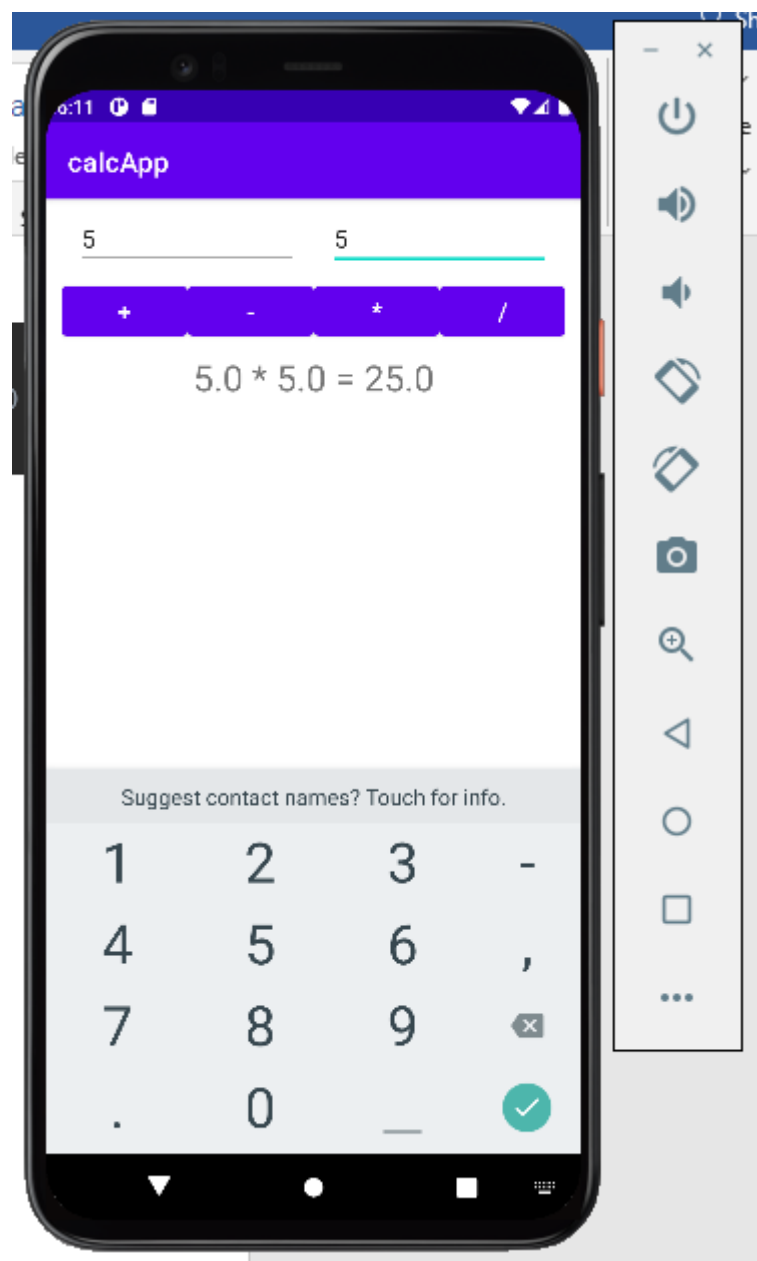 calcApp
5 5
+ - * /
5.0 * 5.0 = 25.0
Suggest contact names? Touch for info.
1 2 3 -
4 5 6 ,
7 8 9
. 0 _